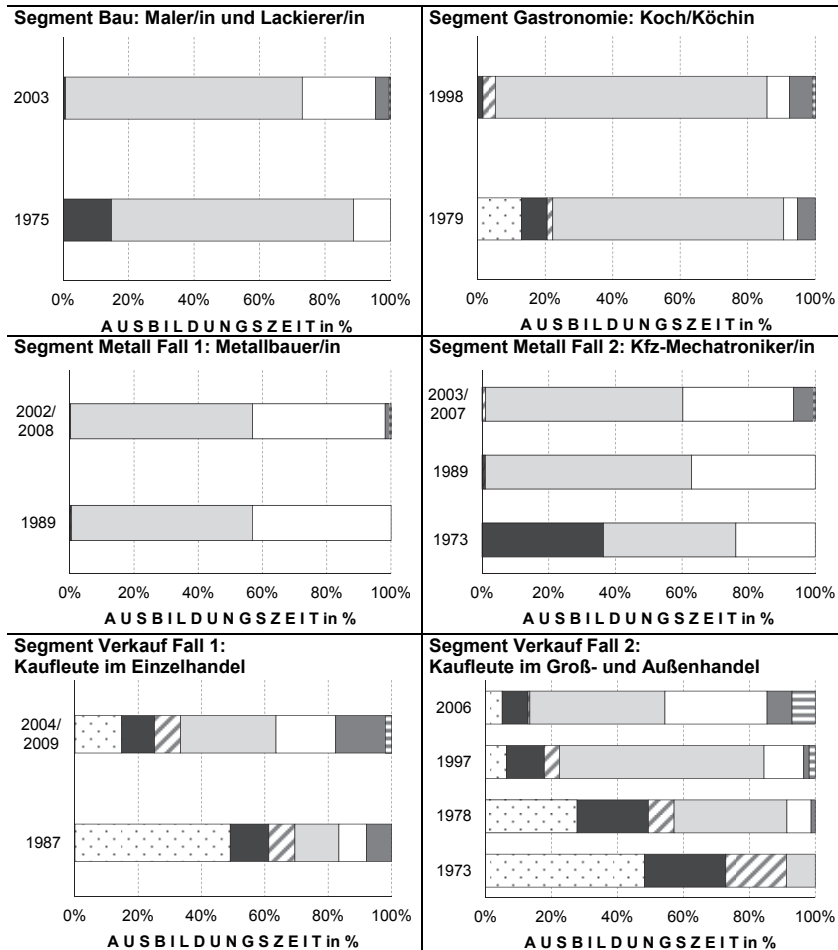 Segment Bau: Maler/in und Lackierer/in
2003
1975
0% 20% 40% 60% 80% 100%
A U S B I L D U N G S Z E I T in %
Segment Gastronomie: Koch/Köchin
1998
1979
0% 20% 40% 60% 80% 100%
A U S B I L D U N G S Z E I T in %
Segment Metall Fall 1: Metallbauer/in
2002/
2008
1989
0% 20% 40% 60% 80% 100%
A U S B I L D U N G S Z E I T in %
Segment Metall Fall 2: Kfz-Mechatroniker/in
2003/
2007
1989
1973
0% 20% 40% 60% 80% 100%
A U S B I L D U N G S Z E I T in %
Segment Verkauf Fall 1:
Kaufleute im Einzelhandel
2004/
2009
1987
0% 20% 40% 60% 80% 100%
A U S B I L D U N G S Z E I T in %
Segment Verkauf Fall 2:
Kaufleute im Groß- und Außenhandel
2006
1997
1978
1973
0% 20% 40% 60% 80% 100%
A U S B I L D U N G S Z E I T in %